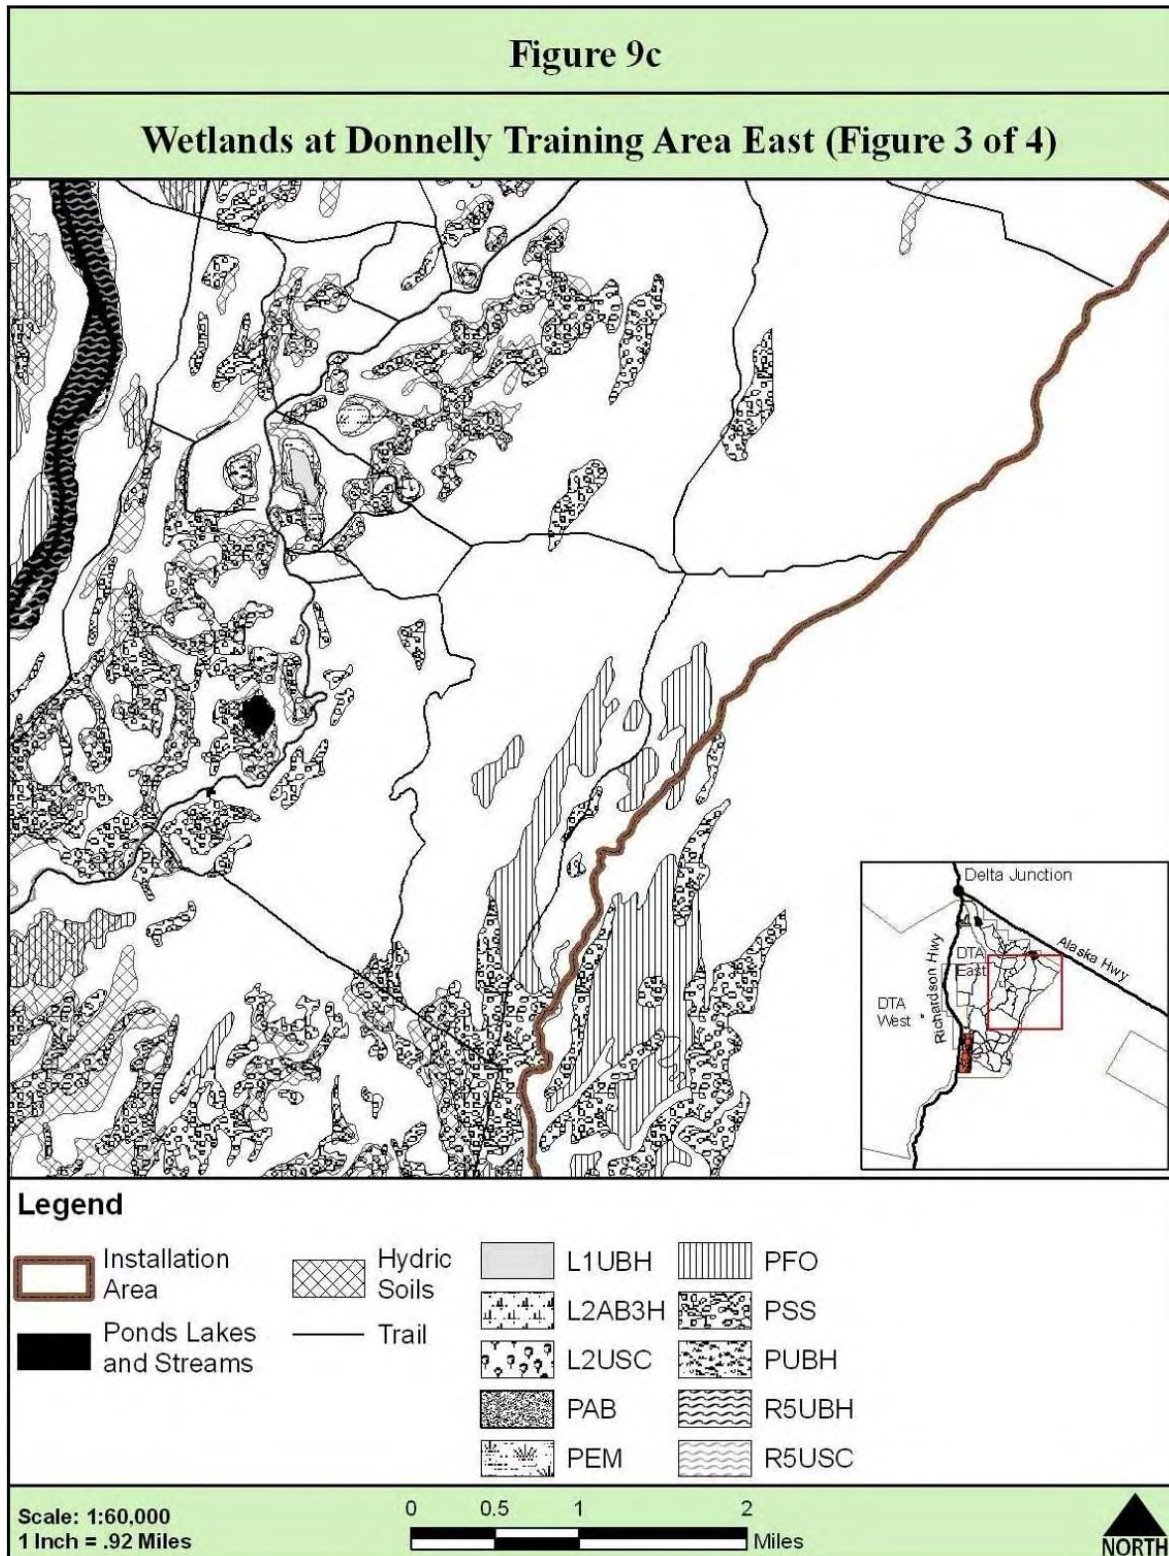 Figure 9c
Wetlands at Donnelly Training Area East (Figure 3 of 4)
Delta Junction
Alaska Hwy
Richardson Hwy
DTA
East
DTA
West
Legend
Installation
Area
Ponds Lakes
and Streams
Hydric
Soils
Trail
L1UBH
L2AB3H
L2USC
PAB
PEM
PFO
PSS
PUBH
R5UBH
R5USC
Scale: 1:60,000
1 Inch = .92 Miles
0 0.5 1 2
Miles
NORTH